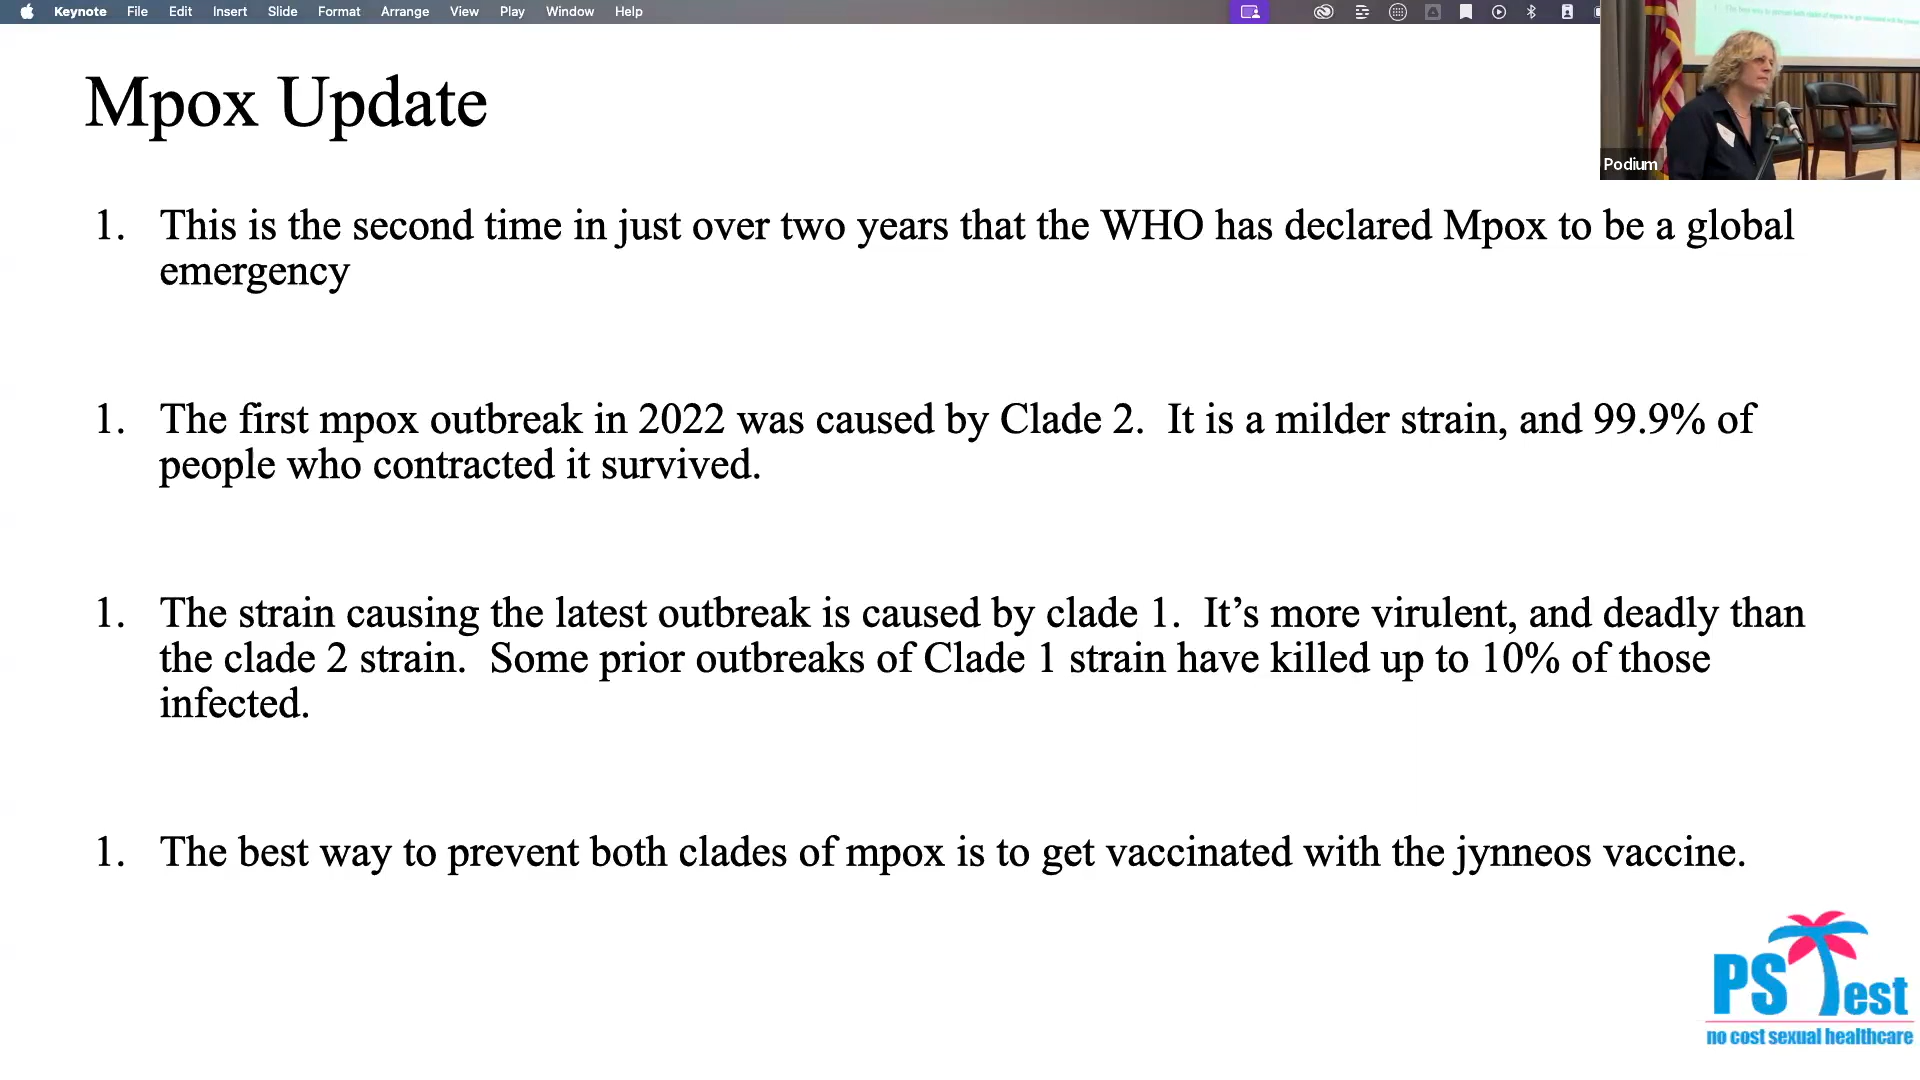 Keynote File Edit Insert Slide Format Arrange View Play Window Help
Podium
Mpox Update
1. This is the second time in just over two years that the WHO has declared Mpox to be a global
emergency
1. The first mpox outbreak in 2022 was caused by Clade 2. It is a milder strain, and 99.9% of
people who contracted it survived.
1. The strain causing the latest outbreak is caused by clade 1. It’s more virulent, and deadly than
the clade 2 strain. Some prior outbreaks of Clade 1 strain have killed up to 10% of those
infected.
1. The best way to prevent both clades of mpox is to get vaccinated with the jynneos vaccine.
PS Test
no cost sexual healthcare